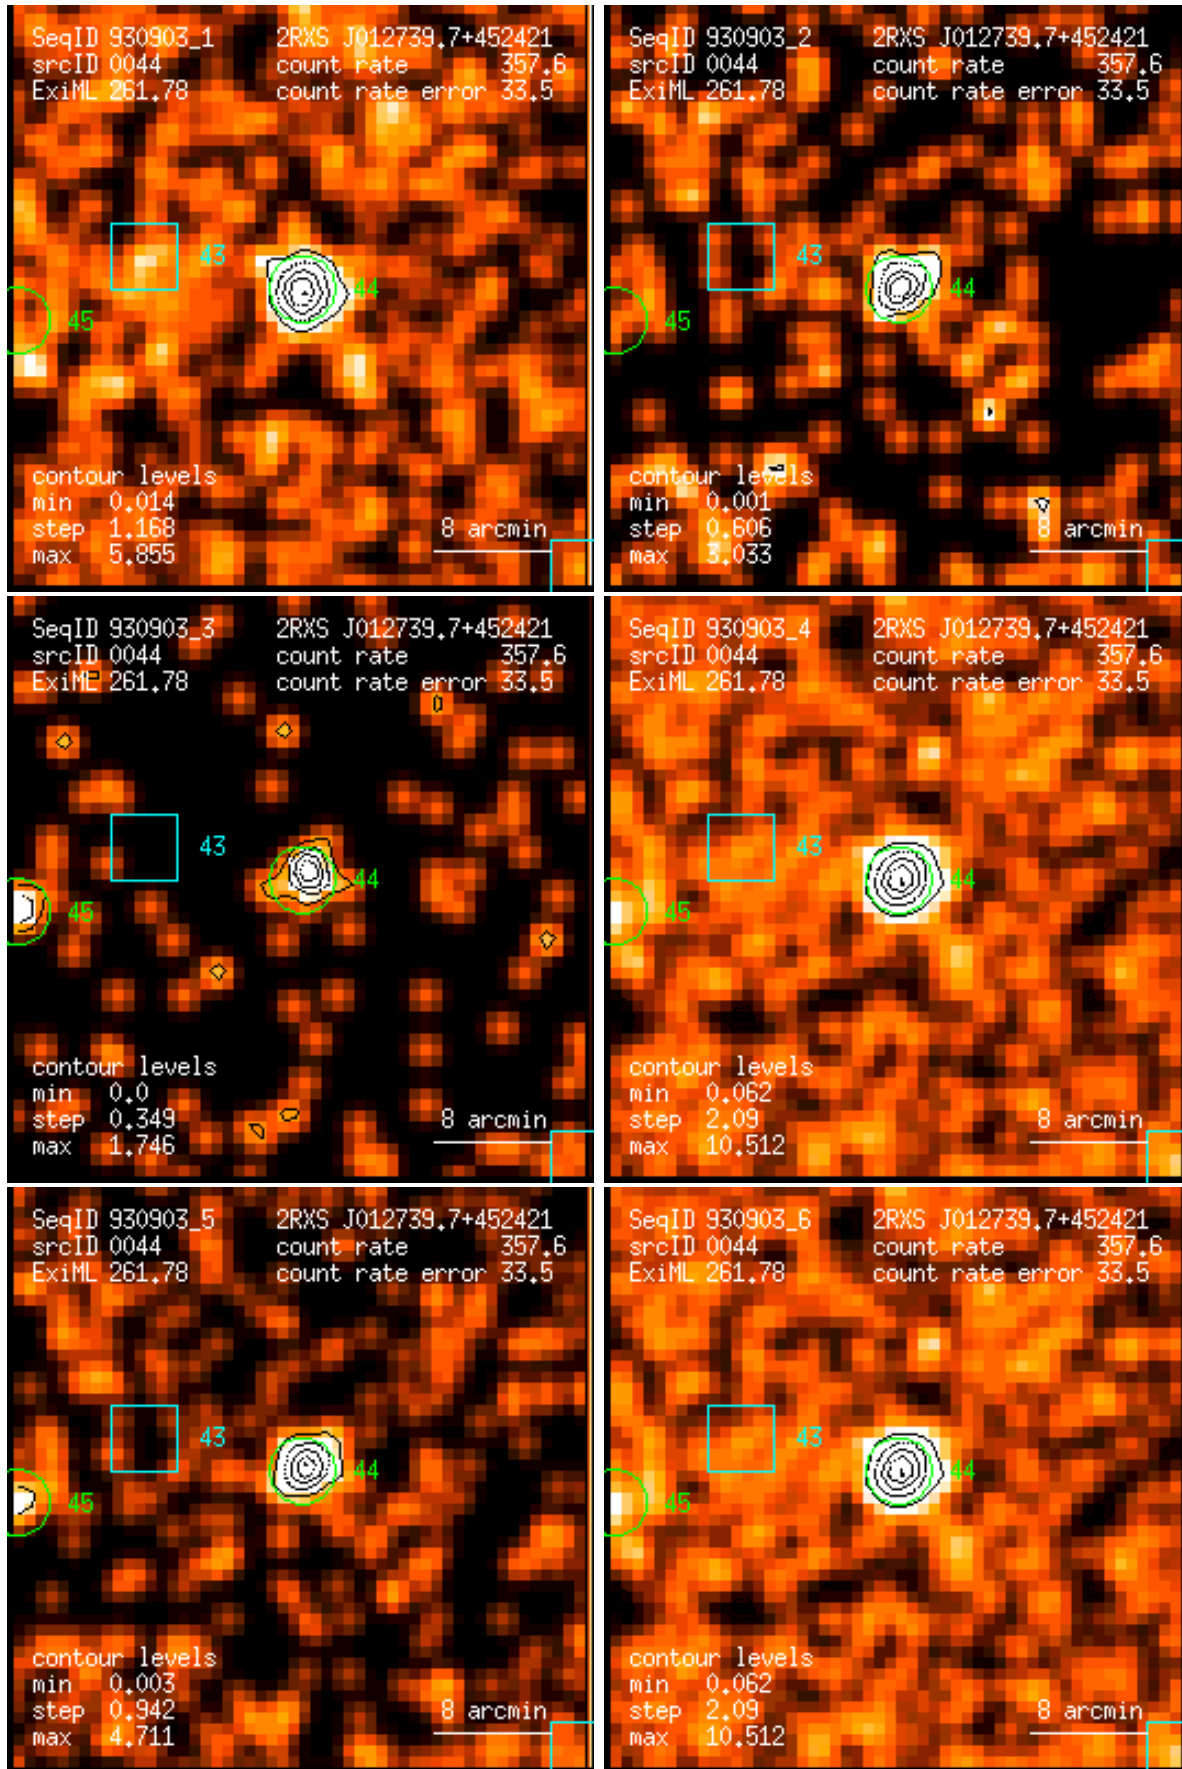 SeqID 930903_1 2RXS J012739.7+452421
srcID 0044 count rate 357.6
ExiML 261.78 count rate error 33.5
43
44
45
contour levels
min 0.014
step 1.168
max 5.855
8 arcmin
SeqID 930903_2 2RXS J012739.7+452421
srcID 0044 count rate 357.6
ExiML 261.78 count rate error 33.5
43
44
45
contour levels
min 0.001
step 0.606
max 3.033
8 arcmin
SeqID 930903_3 2RXS J012739.7+452421
srcID 0044 count rate 357.6
ExiML 261.78 count rate error 33.5
43
44
45
contour levels
min 0.0
step 0.349
max 1.746
8 arcmin
SeqID 930903_4 2RXS J012739.7+452421
srcID 0044 count rate 357.6
ExiML 261.78 count rate error 33.5
43
44
45
contour levels
min 0.062
step 2.09
max 10.512
8 arcmin
SeqID 930903_5 2RXS J012739.7+452421
srcID 0044 count rate 357.6
ExiML 261.78 count rate error 33.5
43
44
45
contour levels
min 0.003
step 0.942
max 4.711
8 arcmin
SeqID 930903_6 2RXS J012739.7+452421
srcID 0044 count rate 357.6
ExiML 261.78 count rate error 33.5
43
44
45
contour levels
min 0.062
step 2.09
max 10.512
8 arcmin